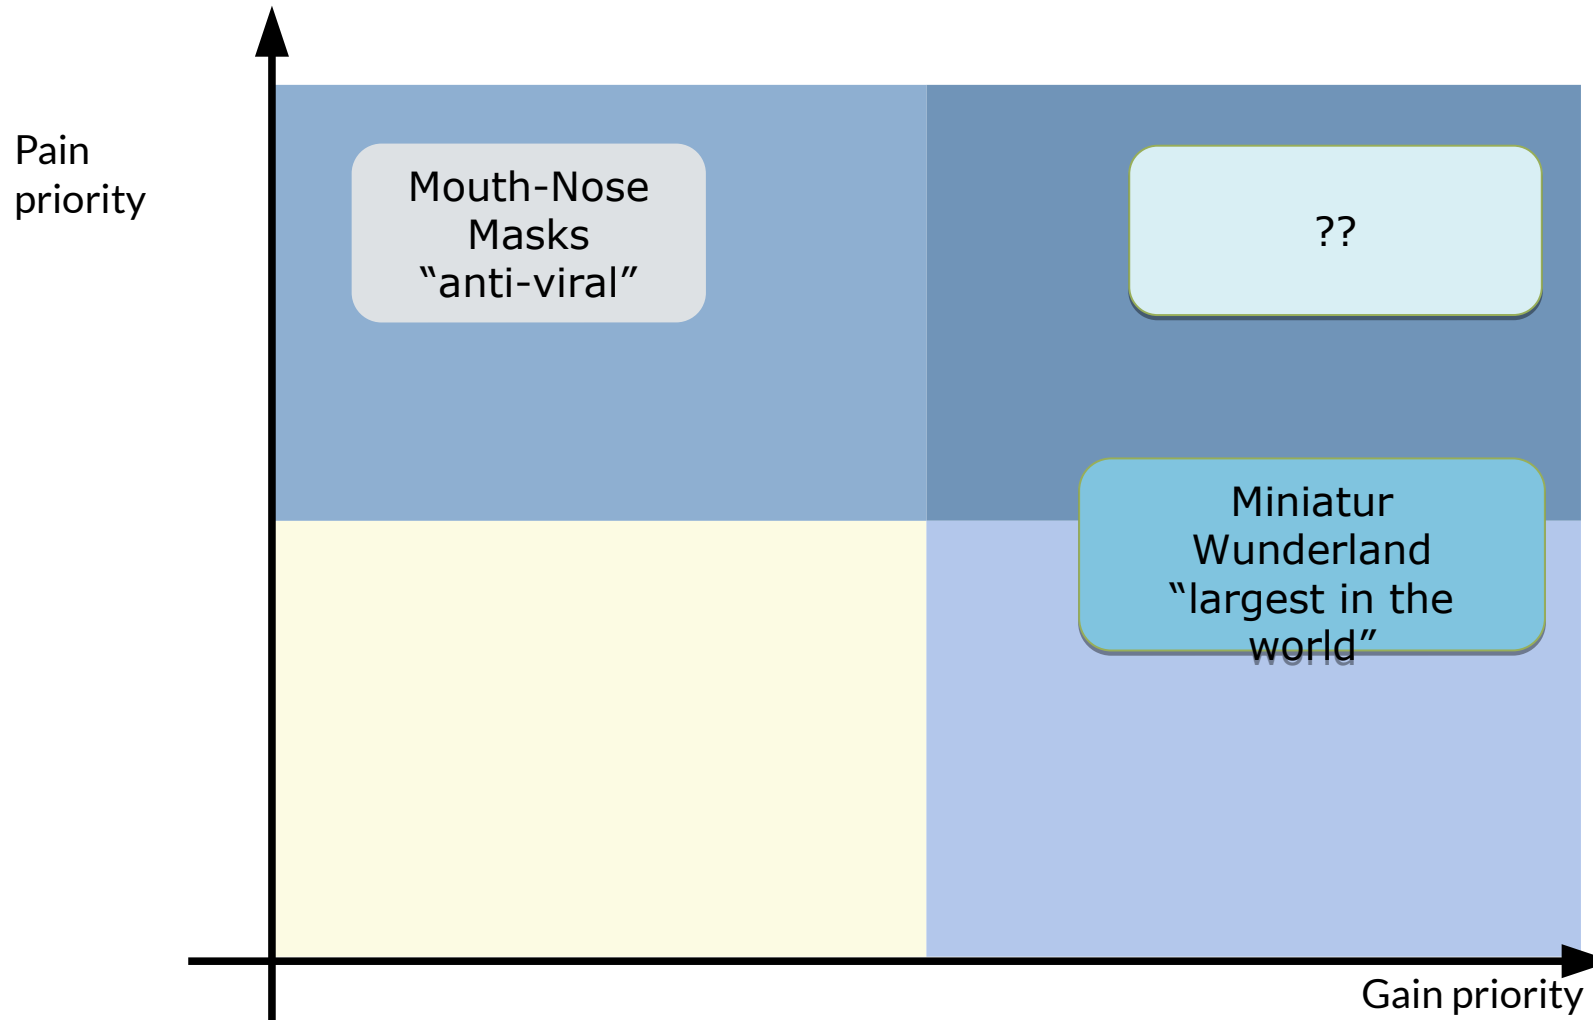 Pain
priority
Mouth-Nose
Masks
“anti-viral”
??
Miniatur
Wunderland
“largest in the
world”
Gain priority